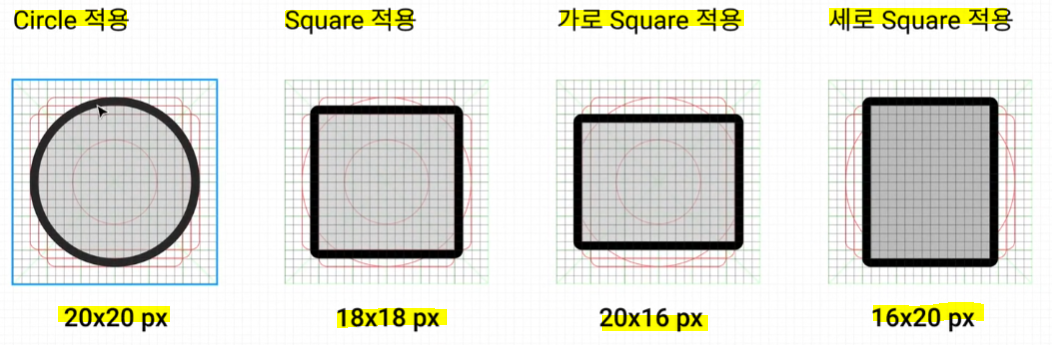 Circle 적용
Square 적용
가로 Square 적용
세로 Square 적용
20x20 px
18x18 px
20x16 px
16x20 px